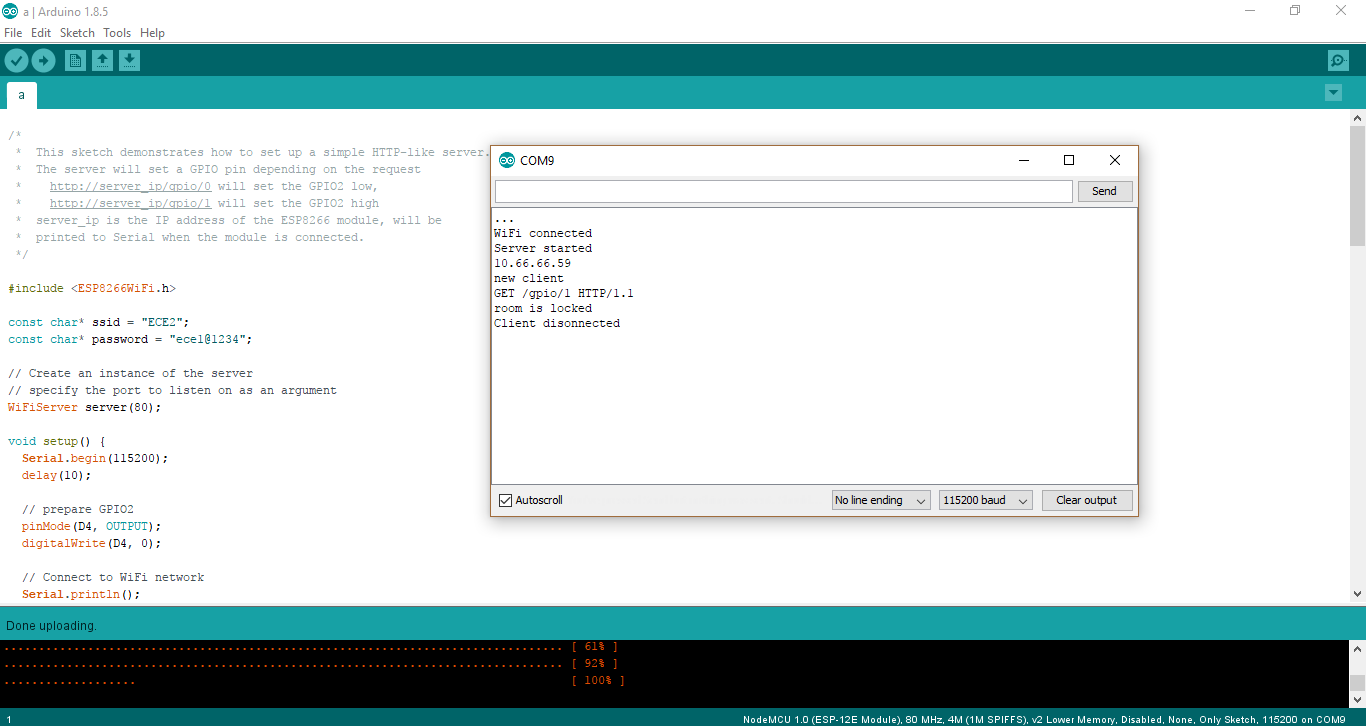 a | Arduino 1.8.5
File Edit Sketch Tools Help
a
/*
 * This sketch demonstrates how to set up a simple HTTP-like server.
 * The server will set a GPIO pin depending on the request
 * http://server_ip/gpio/0 will set the GPIO2 low,
 * http://server_ip/gpio/1 will set the GPIO2 high
 * server_ip is the IP address of the ESP8266 module, will be
 * printed to Serial when the module is connected.
 */
#include <ESP8266WiFi.h>
const char* ssid = "ECE2";
const char* password = "ece1@1234";
// Create an instance of the server
// specify the port to listen on as an argument
WiFiServer server(80);
void setup() {
Serial.begin(115200);
delay(10);
// prepare GPIO2
pinMode(D4, OUTPUT);
digitalWrite(D4, 0);
// Connect to WiFi network
Serial.println();
COM9
Send
...
WiFi connected
Server started
10.66.66.59
new client
GET /gpio/1 HTTP/1.1
room is locked
Client disonnected
Autoscroll
No line ending
115200 baud
Clear output
Done uploading.
................................................................................ [ 61% ]
................................................................................ [ 92% ]
................... [ 100% ]
1
NodeMCU 1.0 (ESP-12E Module), 80 MHz, 4M (1M SPIFFS), v2 Lower Memory, Disabled, None, Only Sketch, 115200 on COM9